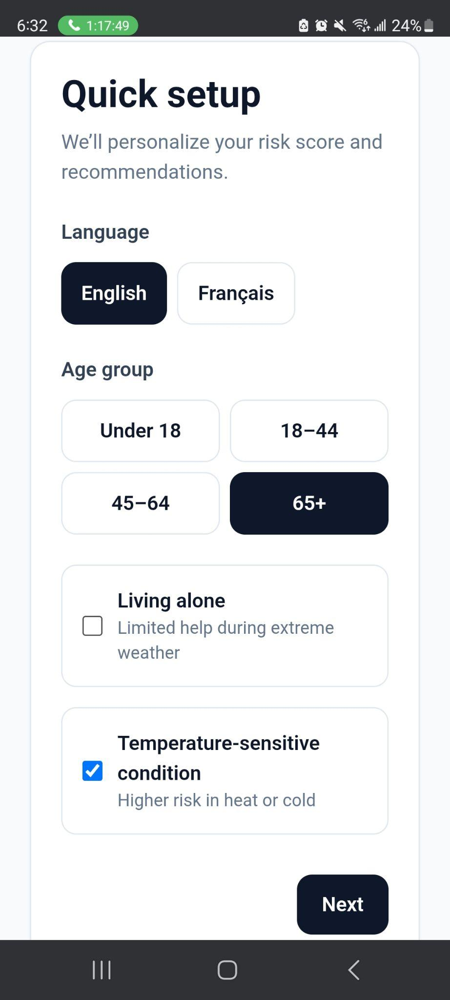 6:32 1:17:49 24%
Quick setup
We’ll personalize your risk score and
recommendations.
Language
English Français
Age group
Under 18 18–44
45–64 65+
Living alone
Limited help during extreme
weather
Temperature-sensitive
condition
Higher risk in heat or cold
Next